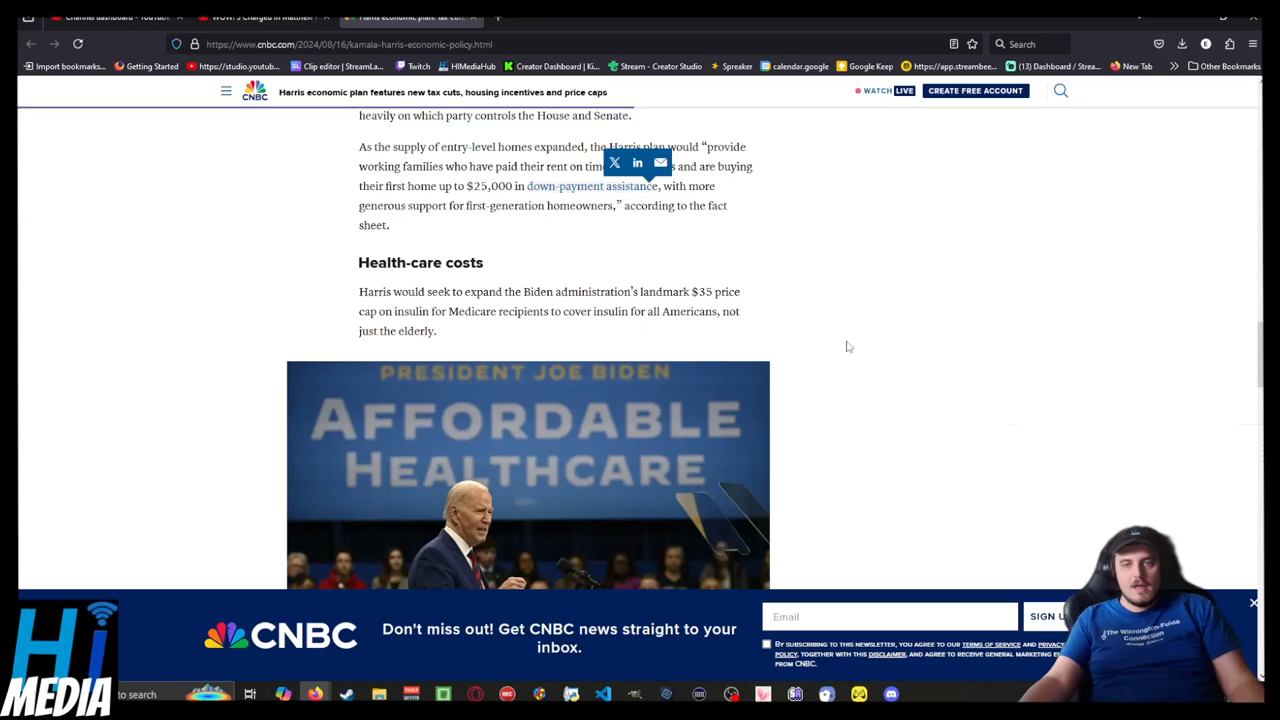 Channel dashboard - YouTube
WOW! 3 Charged in Matthew
Harris economic plan: Tax cuts,
https://www.cnbc.com/2024/08/16/kamala-harris-economic-policy.html
Search
Import bookmarks...
Getting Started
https://studio.youtub...
Clip editor | StreamLa...
Twitch
HIMediaHub
Creator Dashboard | Ki...
Stream - Creator Studio
Spreaker
calendar.google
Google Keep
https://app.streambee...
(13) Dashboard / Strea...
New Tab
Other Bookmarks
CNBC
Harris economic plan features new tax cuts, housing incentives and price caps
WATCH LIVE
CREATE FREE ACCOUNT
heavily on which party controls the House and Senate.
As the supply of entry-level homes expanded, the Harris plan would “provide
working families who have paid their rent on tim s and are buying
their first home up to $25,000 in down-payment assistance, with more
generous support for first-generation homeowners,” according to the fact
sheet.
Health-care costs
Harris would seek to expand the Biden administration’s landmark $35 price
cap on insulin for Medicare recipients to cover insulin for all Americans, not
just the elderly.
PRESIDENT JOE BIDEN
AFFORDABLE
HEALTHCARE
CNBC
Don't miss out! Get CNBC news straight to your
inbox.
Email
SIGN U
BY SUBSCRIBING TO THIS NEWSLETTER, YOU AGREE TO OUR TERMS OF SERVICE AND PRIVACY
POLICY, TOGETHER WITH THIS DISCLAIMER, AND AGREE TO RECEIVE GENERAL MARKETING E
FROM CNBC.
The Wilmington-Fulds
Connection
Hi
MEDIA
to search
REC